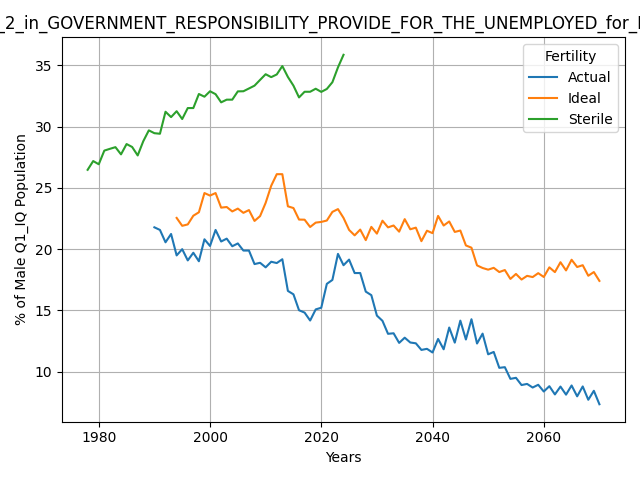 _2_in_GOVERNMENT_RESPONSIBILITY_PROVIDE_FOR_THE_UNEMPLOYED_for_
% of Male Q1_IQ Population
35
30
25
20
15
10
Fertility
Actual
Ideal
Sterile
1980 2000 2020 2040 2060
Years